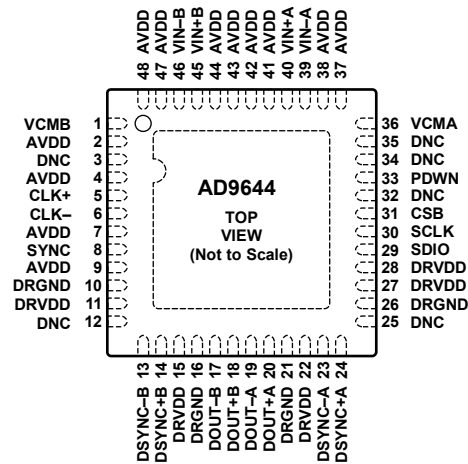 48 AVDD
47 AVDD
46 VIN–B
45 VIN+B
44 AVDD
43 AVDD
42 AVDD
41 AVDD
40 VIN+A
39 VIN–A
38 AVDD
37 AVDD
VCMB 1
AVDD 2
DNC 3
AVDD 4
CLK+ 5
CLK– 6
AVDD 7
SYNC 8
AVDD 9
DRGND 10
DRVDD 11
DNC 12
AD9644
TOP
VIEW
(Not to Scale)
36 VCMA
35 DNC
34 DNC
33 PDWN
32 DNC
31 CSB
30 SCLK
29 SDIO
28 DRVDD
27 DRVDD
26 DRGND
25 DNC
DSYNC–B 13
DSYNC+B 14
DRVDD 15
DRGND 16
DOUT–B 17
DOUT+B 18
DOUT–A 19
DOUT+A 20
DRGND 21
DRVDD 22
DSYNC–A 23
DSYNC+A 24